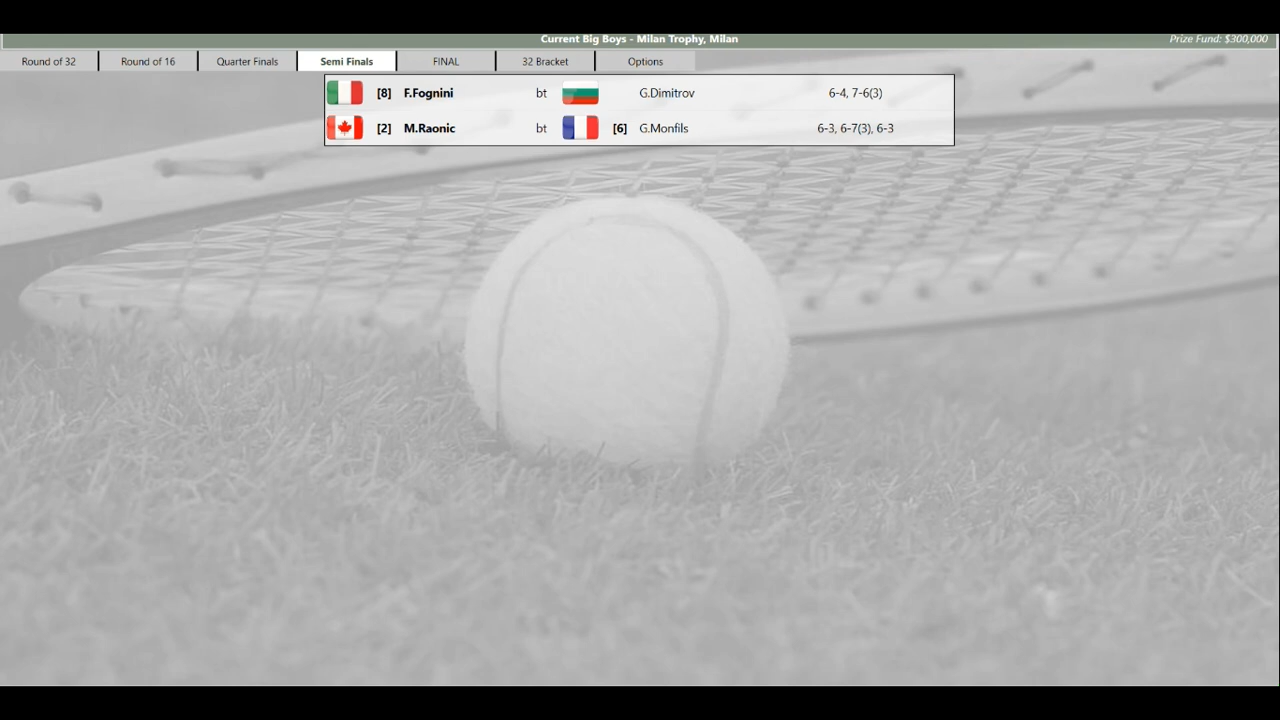 Current Big Boys - Milan Trophy, Milan Prize Fund: $300,000
Round of 32 Round of 16 Quarter Finals Semi Finals FINAL 32 Bracket Options
[8] F.Fognini bt G.Dimitrov 6-4, 7-6(3)
[2] M.Raonic bt [6] G.Monfils 6-3, 6-7(3), 6-3